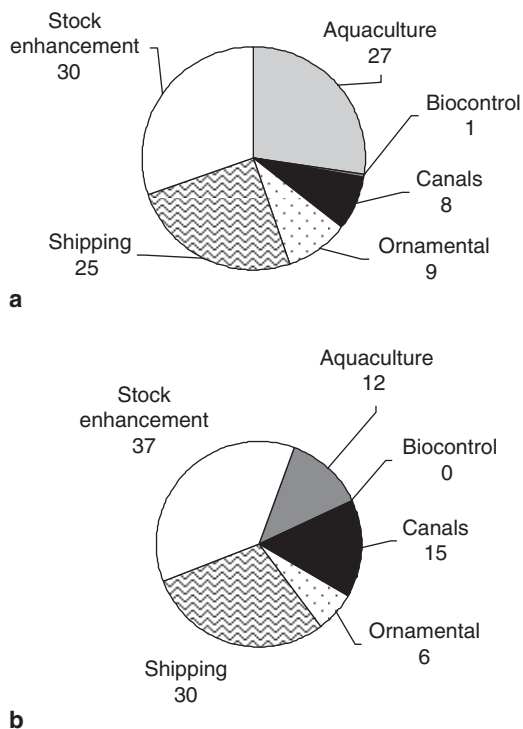 Stock
enhancement
30
Aquaculture
27
Biocontrol
1
Canals
8
Ornamental
9
Shipping
25
a
Aquaculture
12
Stock
enhancement
37
Biocontrol
0
Canals
15
Ornamental
6
Shipping
30
b